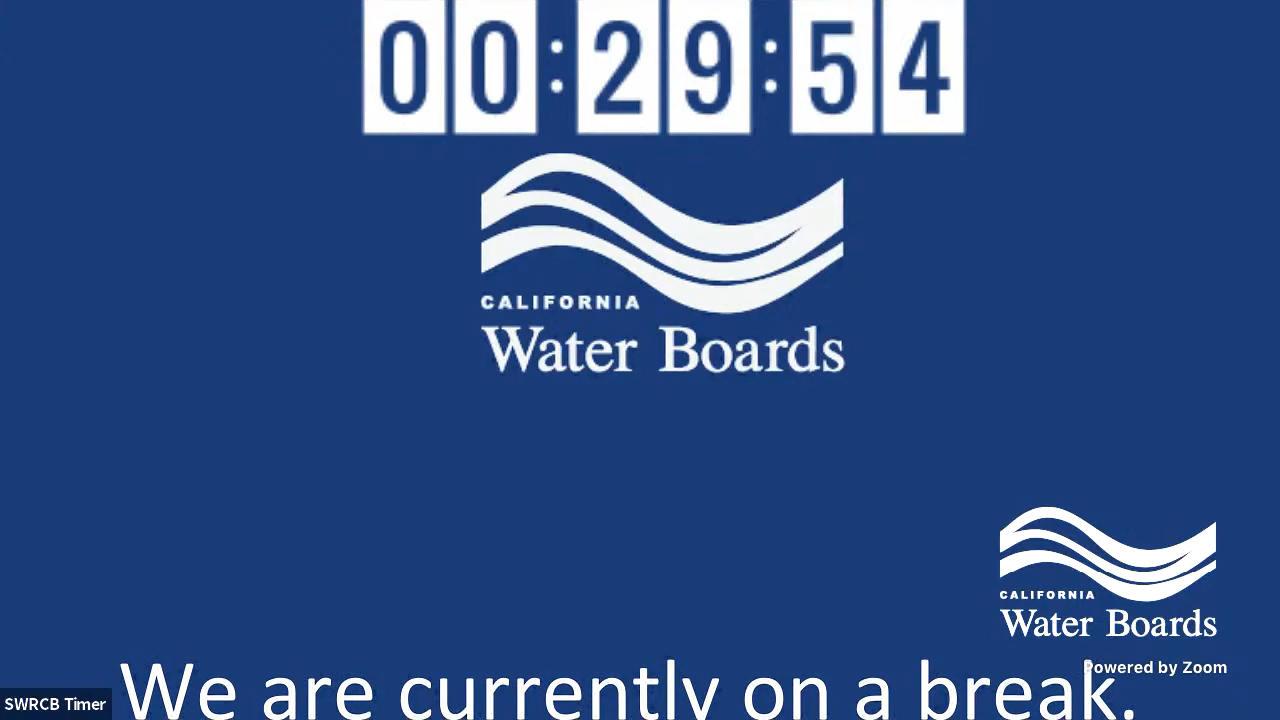 00:29:54
CALIFORNIA
Water Boards
CALIFORNIA
Water Boards
Powered by Zoom
We are currently on a break.
SWRCB Timer